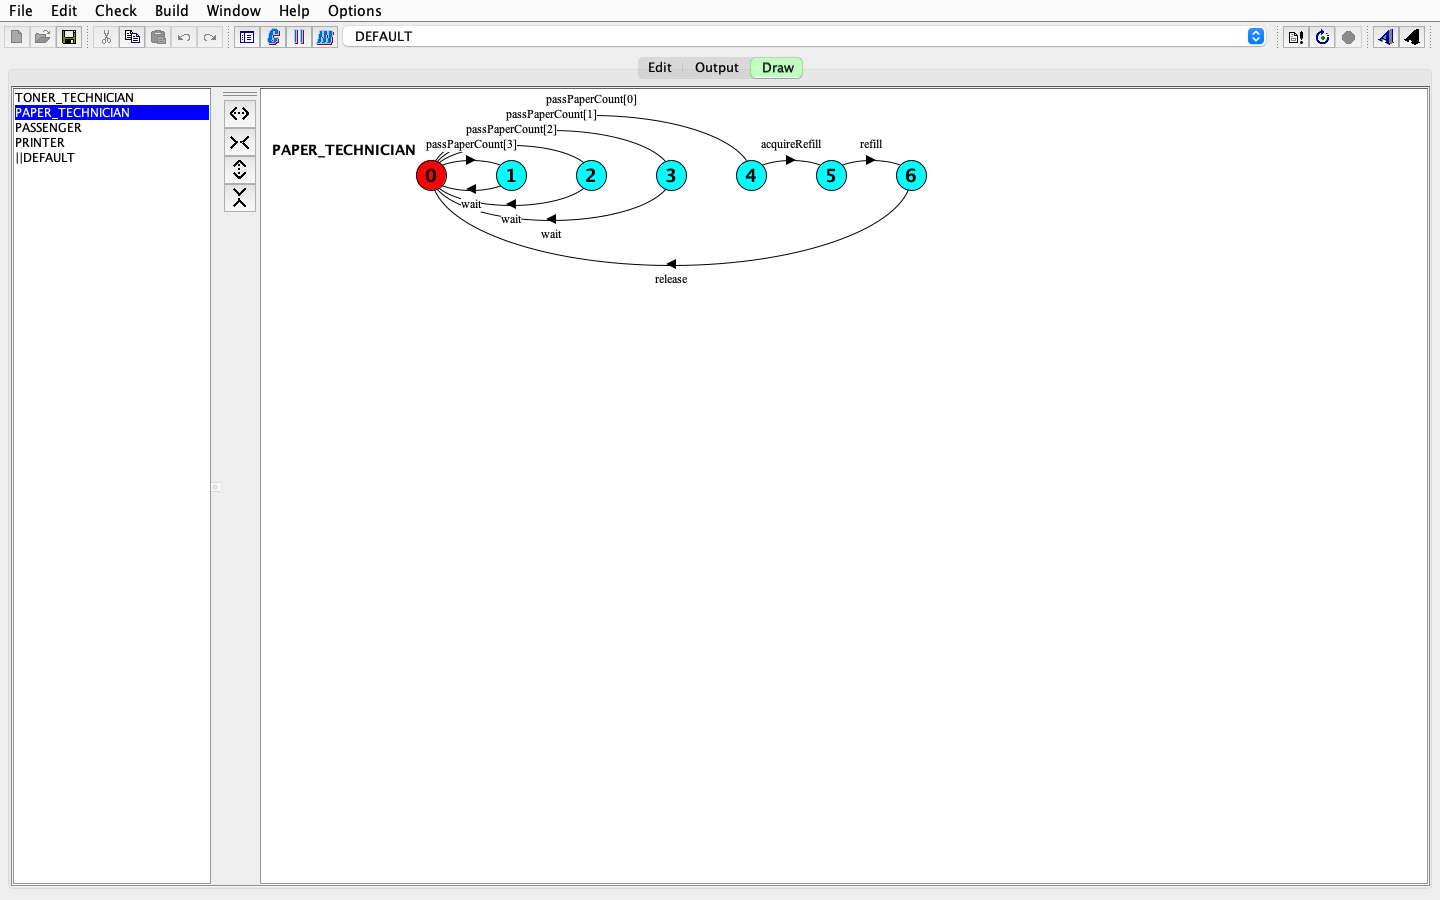 File Edit Check Build Window Help Options
DEFAULT
Edit Output Draw
TONER_TECHNICIAN
PAPER_TECHNICIAN
PASSENGER
PRINTER
||DEFAULT
passPaperCount[0]
passPaperCount[1]
passPaperCount[2]
passPaperCount[3]
acquireRefill
refill
PAPER_TECHNICIAN
0 1 2 3 4 5 6
wait
wait
wait
release